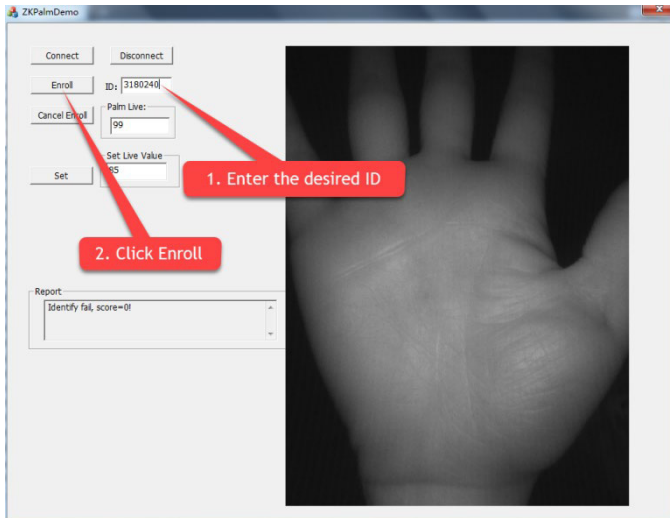 ZKPalmDemo
Connect
Disconnect
Enroll
ID:
3180240
Cancel Enroll
Palm Live:
99
Set Live Value
Set
85
1. Enter the desired ID
2. Click Enroll
Report
Identify fail, score=0!